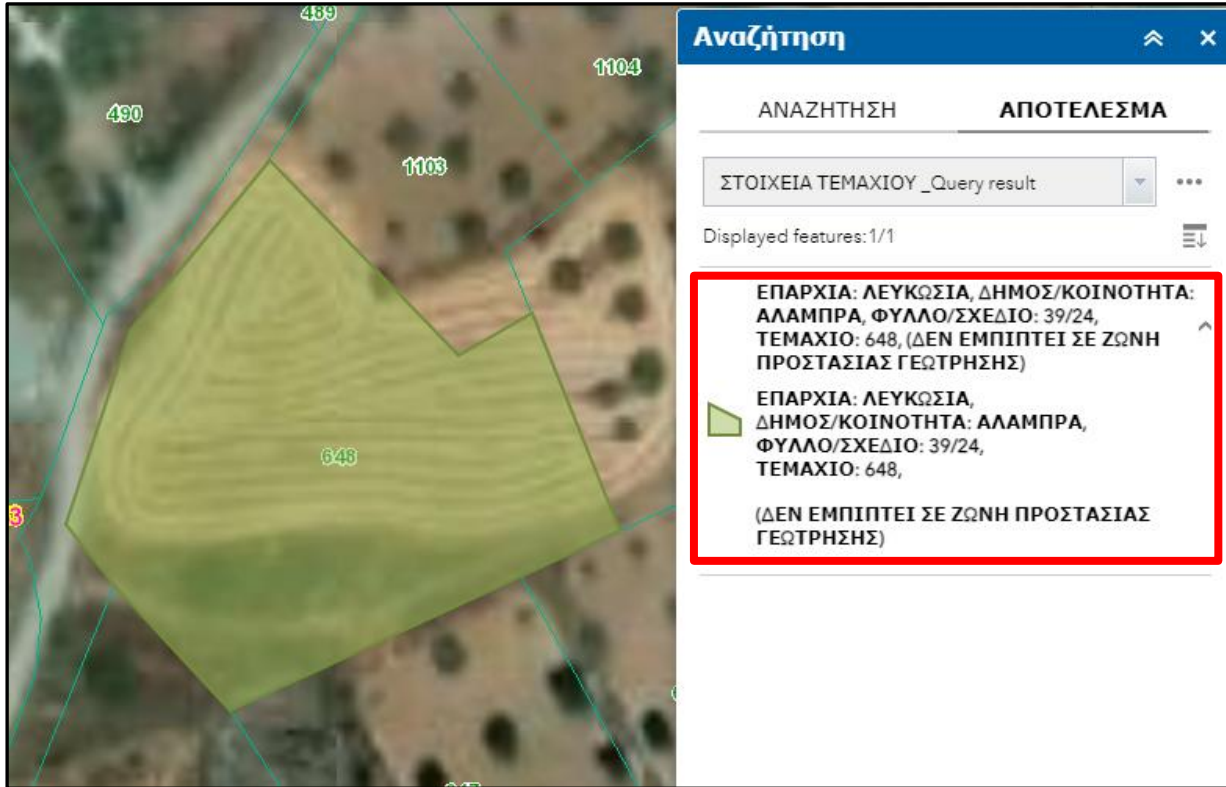 489
1104
490
1103
648
3
Αναζήτηση
ΑΝΑΖΗΤΗΣΗ ΑΠΟΤΕΛΕΣΜΑ
ΣΤΟΙΧΕΙΑ ΤΕΜΑΧΙΟΥ _Query result
Displayed features:1/1
ΕΠΑΡΧΙΑ: ΛΕΥΚΩΣΙΑ, ΔΗΜΟΣ/ΚΟΙΝΟΤΗΤΑ:
ΑΛΑΜΠΡΑ, ΦΥΛΛΟ/ΣΧΕΔΙΟ: 39/24,
ΤΕΜΑΧΙΟ: 648, (ΔΕΝ ΕΜΠΙΠΤΕΙ ΣΕ ΖΩΝΗ
ΠΡΟΣΤΑΣΙΑΣ ΓΕΩΤΡΗΣΗΣ)
ΕΠΑΡΧΙΑ: ΛΕΥΚΩΣΙΑ,
ΔΗΜΟΣ/ΚΟΙΝΟΤΗΤΑ: ΑΛΑΜΠΡΑ,
ΦΥΛΛΟ/ΣΧΕΔΙΟ: 39/24,
ΤΕΜΑΧΙΟ: 648,
(ΔΕΝ ΕΜΠΙΠΤΕΙ ΣΕ ΖΩΝΗ ΠΡΟΣΤΑΣΙΑΣ
ΓΕΩΤΡΗΣΗΣ)